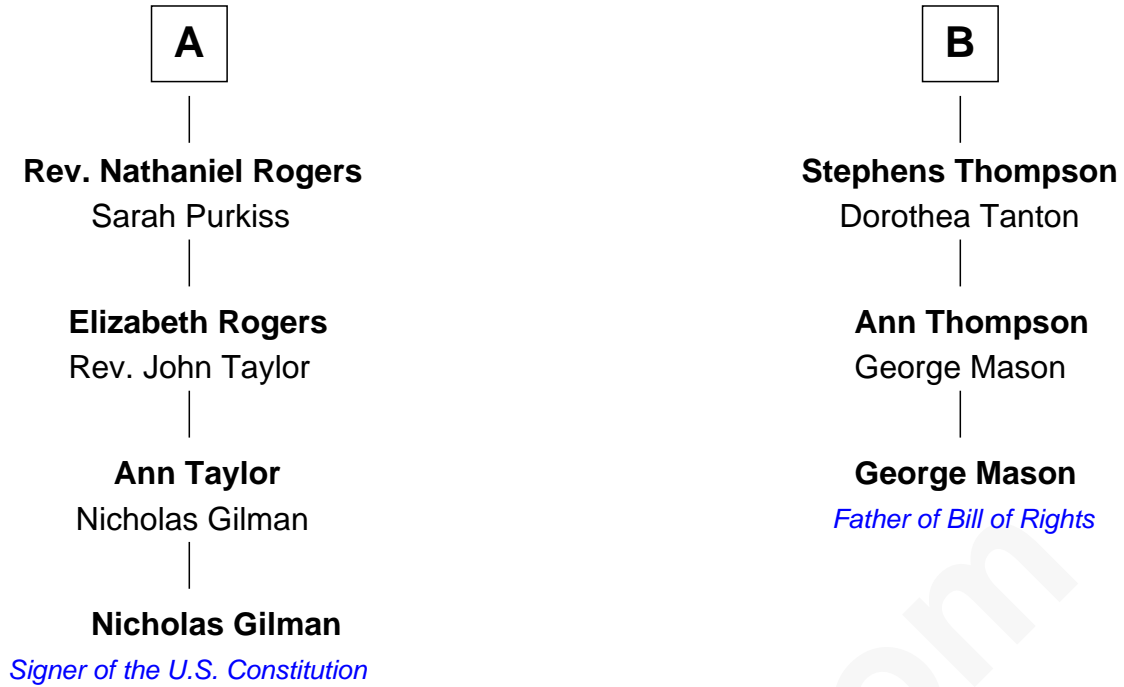 A
Rev. Nathaniel Rogers
Sarah Purkiss
Elizabeth Rogers
Rev. John Taylor
Ann Taylor
Nicholas Gilman
Nicholas Gilman
Signer of the U.S. Constitution
B
Stephens Thompson
Dorothea Tanton
Ann Thompson
George Mason
George Mason
Father of Bill of Rights
om